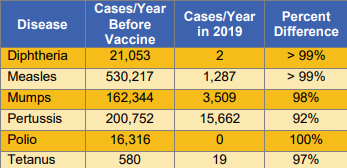 Disease Cases/Year Before Vaccine Cases/Year in 2019 Percent Difference
Diphtheria 21,053 2 > 99%
Measles 530,217 1,287 > 99%
Mumps 162,344 3,509 98%
Pertussis 200,752 15,662 92%
Polio 16,316 0 100%
Tetanus 580 19 97%